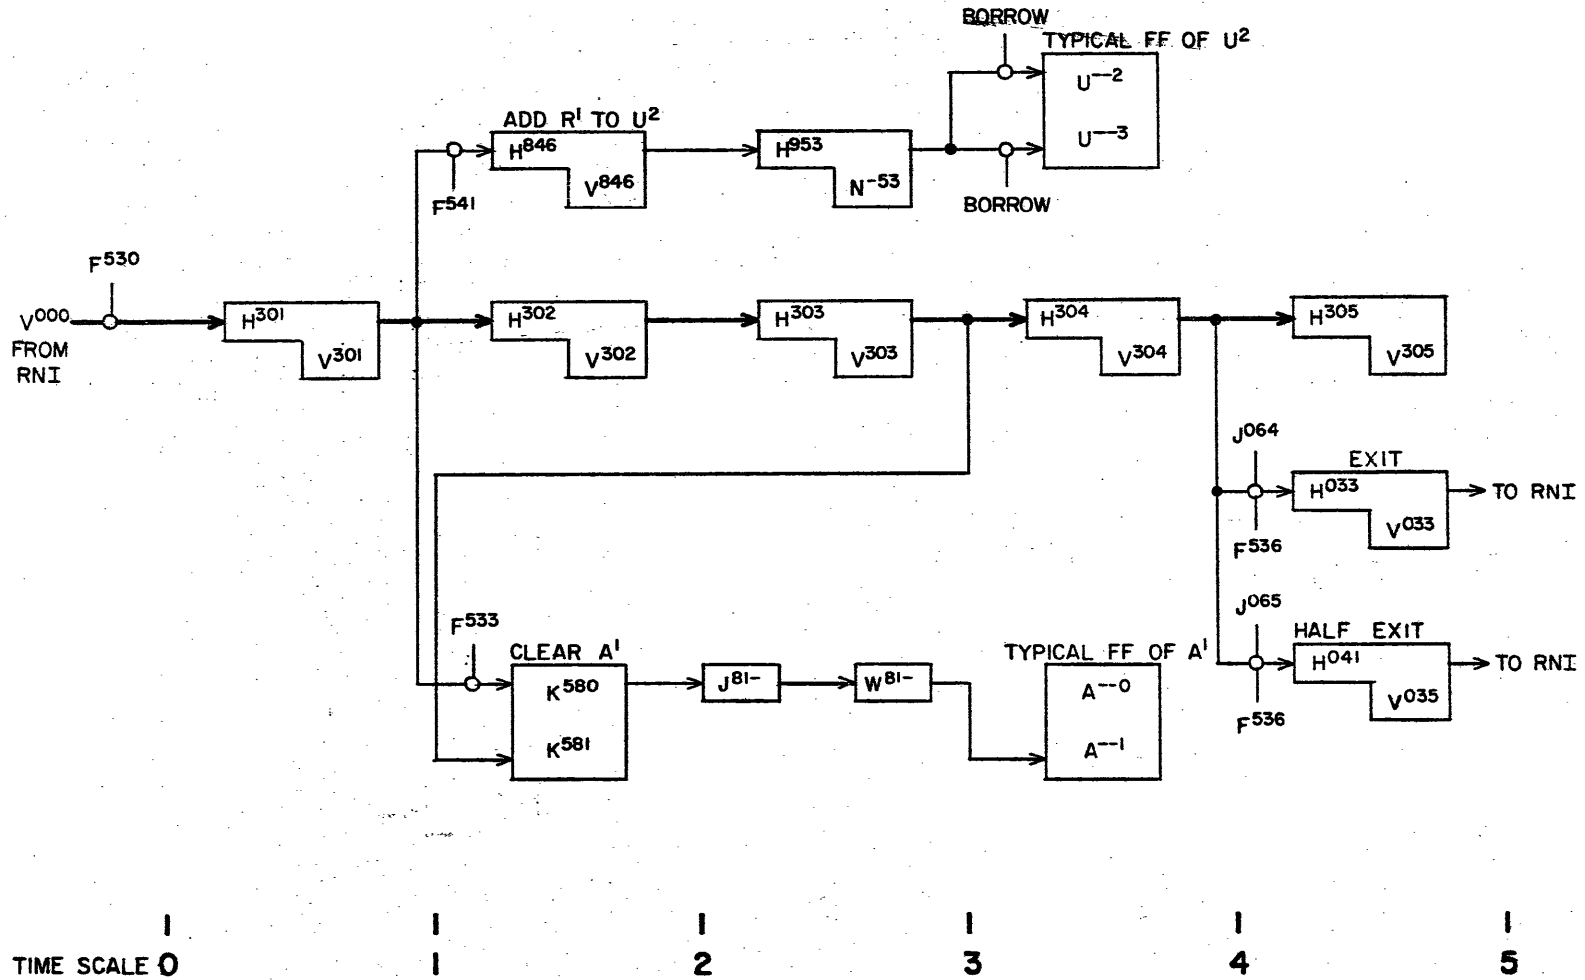 BORROW
TYPICAL FF OF U²
U--2
ADD R¹ TO U²
H⁸⁴⁶
V⁸⁴⁶
H⁹⁵³
N⁻⁵³
U--3
F⁵⁴¹
BORROW
F⁵³⁰
V⁰⁰⁰
FROM
RNI
H³⁰¹
V³⁰¹
H³⁰²
V³⁰²
H³⁰³
V³⁰³
H³⁰⁴
V³⁰⁴
H³⁰⁵
V³⁰⁵
J⁰⁶⁴
EXIT
H⁰³³
V⁰³³
TO RNI
F⁵³⁶
J⁰⁶⁵
HALF EXIT
H⁰⁴¹
V⁰³⁵
TO RNI
F⁵³⁶
F⁵³³
CLEAR A¹
K⁵⁸⁰
K⁵⁸¹
J⁸¹⁻
W⁸¹⁻
TYPICAL FF OF A¹
A--0
A--1
TIME SCALE 0 1 2 3 4 5